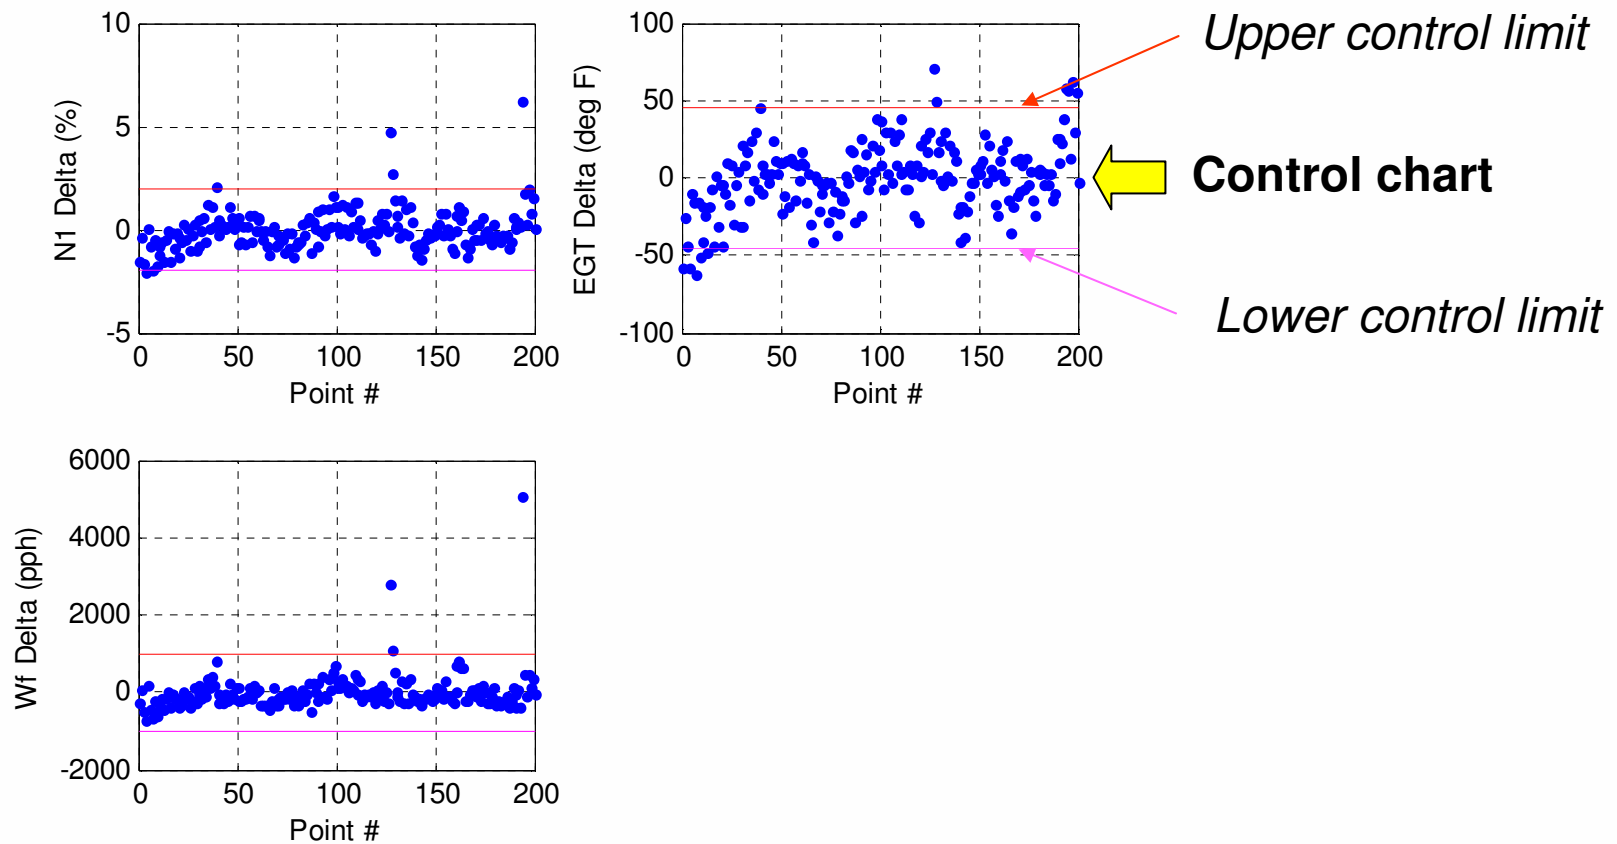 10
5
0
-5
N1 Delta (%)
0 50 100 150 200
Point #
100
50
0
-50
-100
EGT Delta (deg F)
0 50 100 150 200
Point #
Upper control limit
Control chart
Lower control limit
6000
4000
2000
0
-2000
Wf Delta (pph)
0 50 100 150 200
Point #